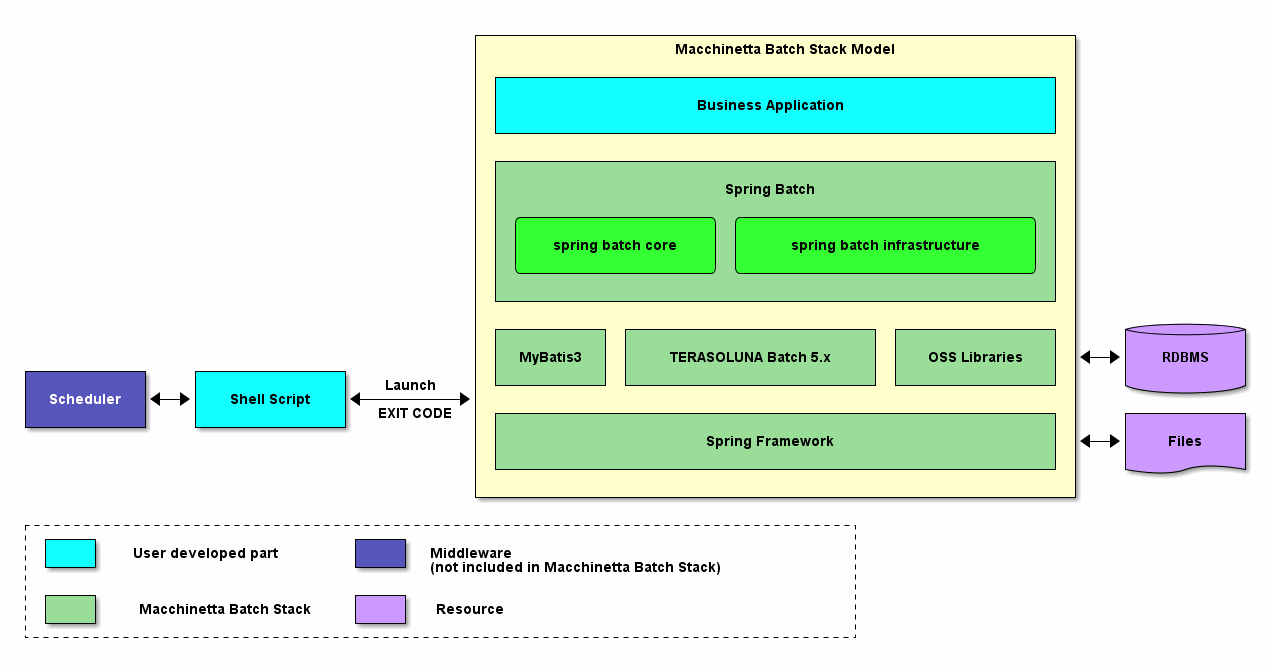 Macchinetta Batch Stack Model
Business Application
Spring Batch
spring batch core
spring batch infrastructure
MyBatis3
TERASOLUNA Batch 5.x
OSS Libraries
RDBMS
Scheduler
Shell Script
Launch
EXIT CODE
Spring Framework
Files
User developed part
Middleware
(not included in Macchinetta Batch Stack)
Macchinetta Batch Stack
Resource